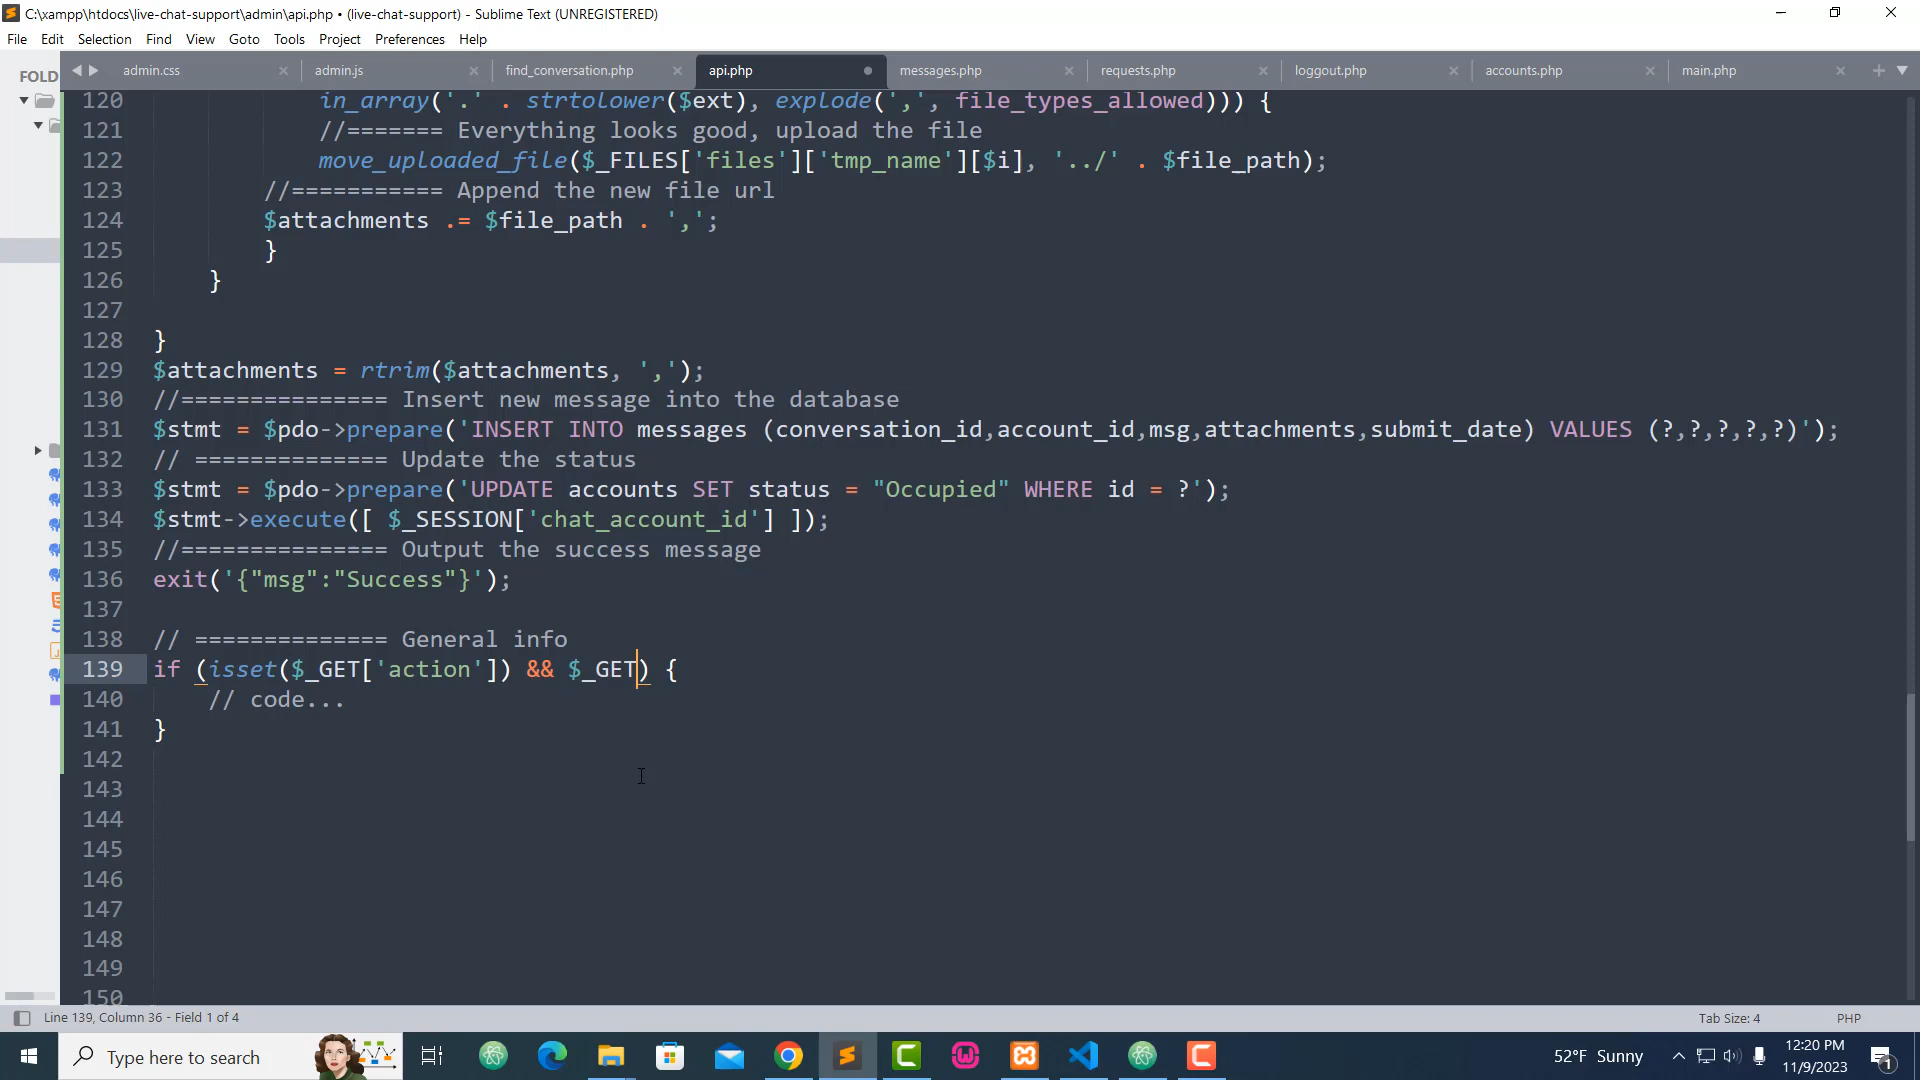 C:\xampp\htdocs\live-chat-support\admin\api.php • (live-chat-support) - Sublime Text (UNREGISTERED)
File Edit Selection Find View Goto Tools Project Preferences Help
FOLD
admin.css admin.js find_conversation.php api.php messages.php requests.php loggout.php accounts.php main.php
120 in_array('.' . strtolower($ext), explode(',', file_types_allowed))) {
121 //======= Everything looks good, upload the file
122 move_uploaded_file($_FILES['files']['tmp_name'][$i], '../' . $file_path);
123 //=========== Append the new file url
124 $attachments .= $file_path . ',';
125 }
126 }
127
128 }
129 $attachments = rtrim($attachments, ',');
130 //=============== Insert new message into the database
131 $stmt = $pdo->prepare('INSERT INTO messages (conversation_id,account_id,msg,attachments,submit_date) VALUES (?,?,?,?,?)');
132 // ============== Update the status
133 $stmt = $pdo->prepare('UPDATE accounts SET status = "Occupied" WHERE id = ?');
134 $stmt->execute([ $_SESSION['chat_account_id'] ]);
135 //=============== Output the success message
136 exit('{"msg":"Success"}');
137
138 // ============== General info
139 if (isset($_GET['action']) && $_GET) {
140 // code...
141 }
142
143
144
145
146
147
148
149
150
Line 139, Column 36 - Field 1 of 4
Tab Size: 4
PHP
Type here to search
52°F Sunny
12:20 PM
11/9/2023
1